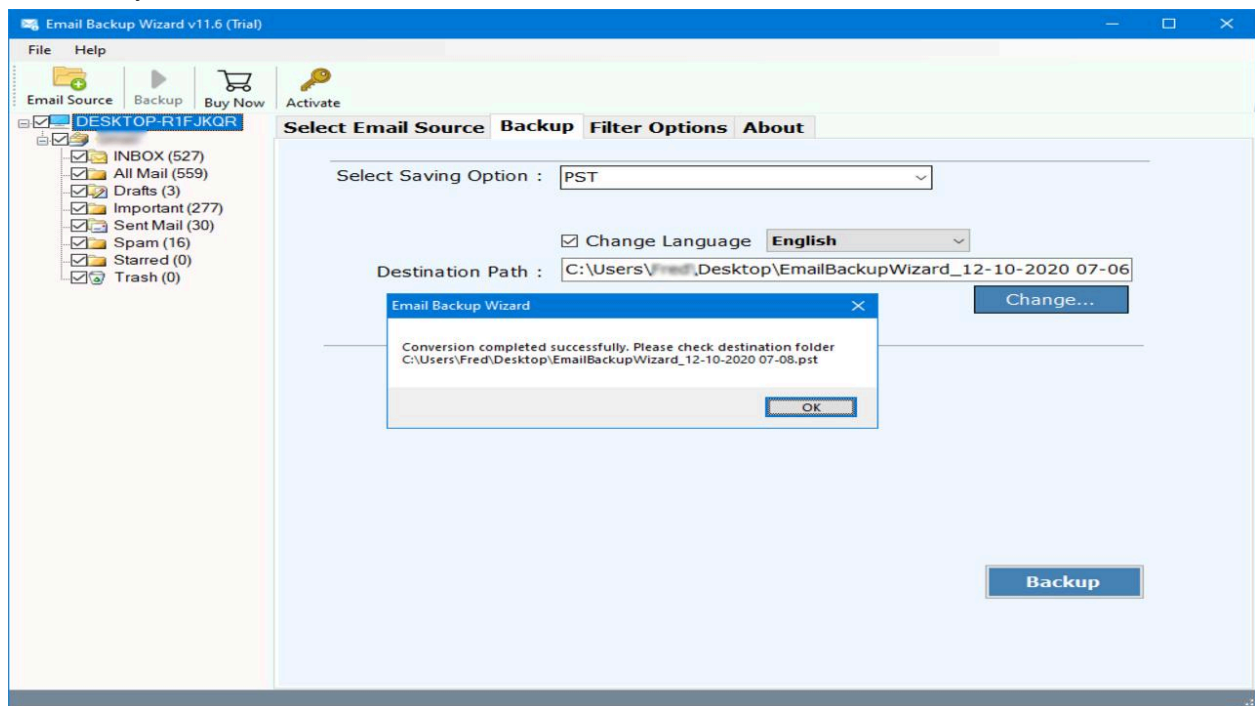 Email Backup Wizard v11.6 (Trial)
File Help
Email Source Backup Buy Now Activate
DESKTOP-R1FJKQR
Select Email Source Backup Filter Options About
INBOX (527)
All Mail (559)
Drafts (3)
Important (277)
Sent Mail (30)
Spam (16)
Starred (0)
Trash (0)
Select Saving Option : PST
Change Language English
Destination Path : C:\Users\ \Desktop\EmailBackupWizard_12-10-2020 07-06
Change...
Email Backup Wizard
Conversion completed successfully. Please check destination folder
C:\Users\Fred\Desktop\EmailBackupWizard_12-10-2020 07-08.pst
OK
Backup